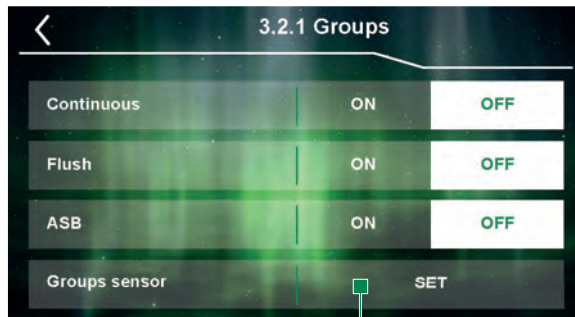 3.2.1 Groups
Continuous ON OFF
Flush ON OFF
ASB ON OFF
Groups sensor SET